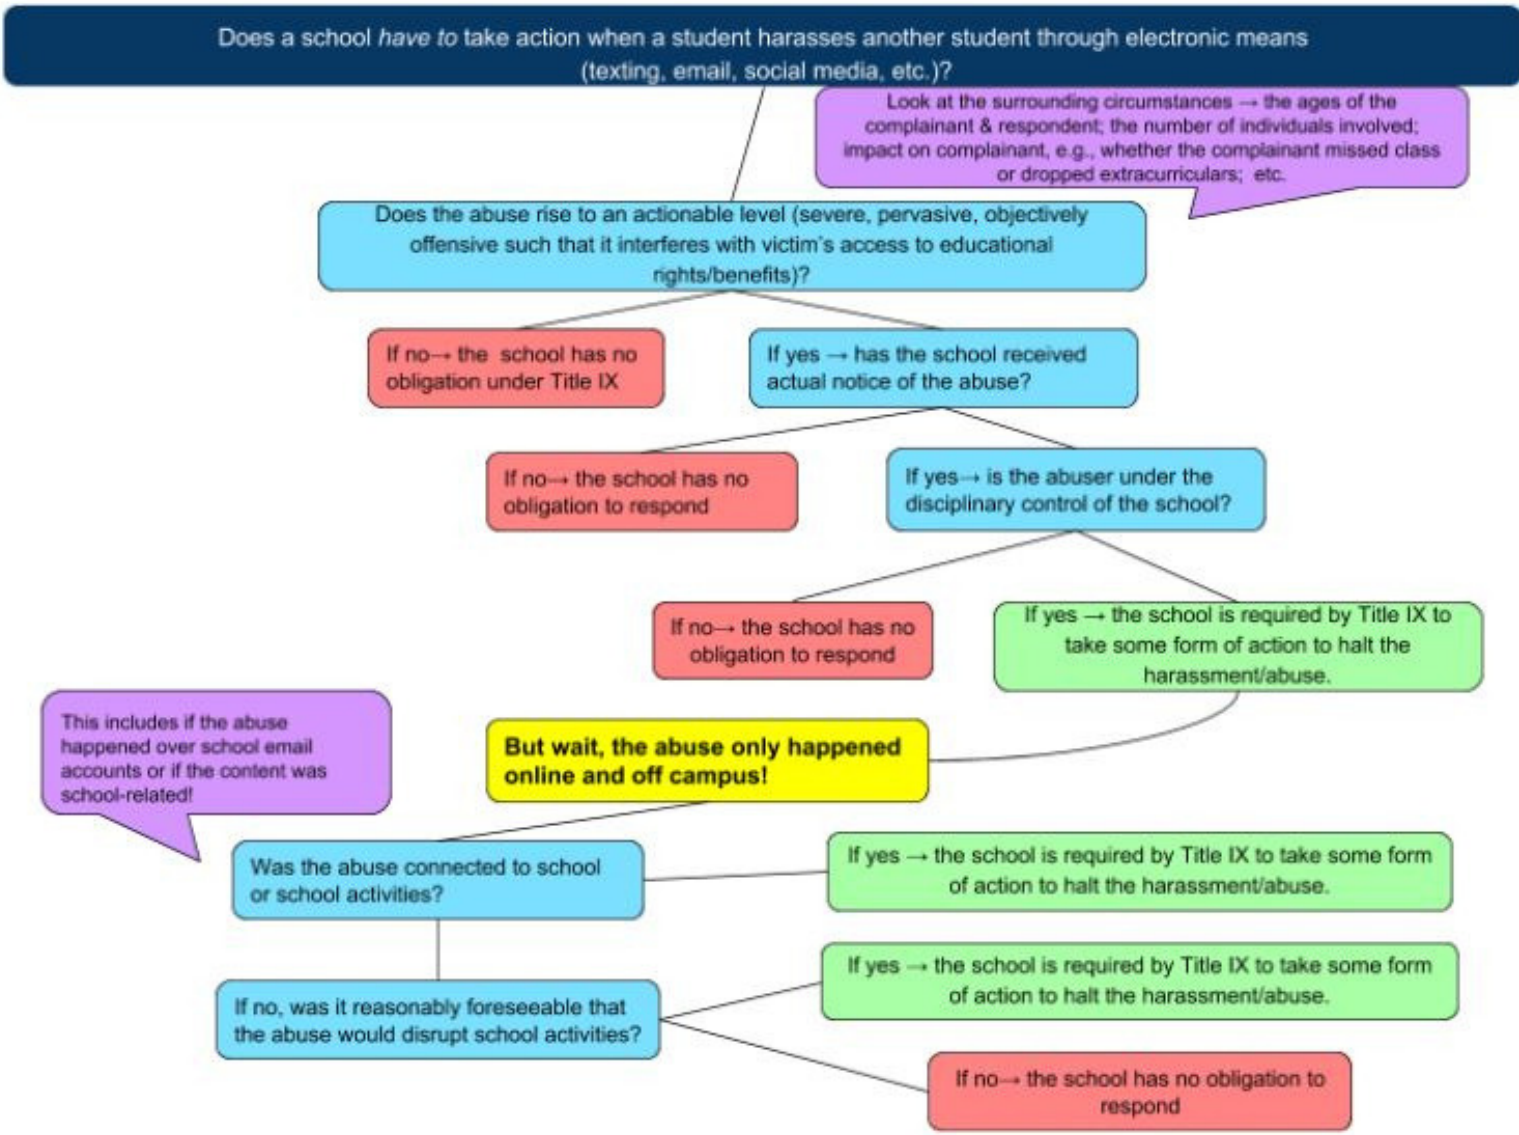 Does a school have to take action when a student harasses another student through electronic means
(texting, email, social media, etc.)?
Look at the surrounding circumstances → the ages of the
complainant & respondent; the number of individuals involved;
impact on complainant, e.g., whether the complainant missed class
or dropped extracurriculars; etc.
Does the abuse rise to an actionable level (severe, pervasive, objectively
offensive such that it interferes with victim's access to educational
rights/benefits)?
If no→ the school has no
obligation under Title IX
If yes → has the school received
actual notice of the abuse?
If no→ the school has no
obligation to respond
If yes→ is the abuser under the
disciplinary control of the school?
If no→ the school has no
obligation to respond
If yes → the school is required by Title IX to
take some form of action to halt the
harassment/abuse.
But wait, the abuse only happened
online and off campus!
This includes if the abuse
happened over school email
accounts or if the content was
school-related!
Was the abuse connected to school
or school activities?
If yes → the school is required by Title IX to take some form
of action to halt the harassment/abuse.
If no, was it reasonably foreseeable that
the abuse would disrupt school activities?
If yes → the school is required by Title IX to take some form
of action to halt the harassment/abuse.
If no→ the school has no obligation to
respond